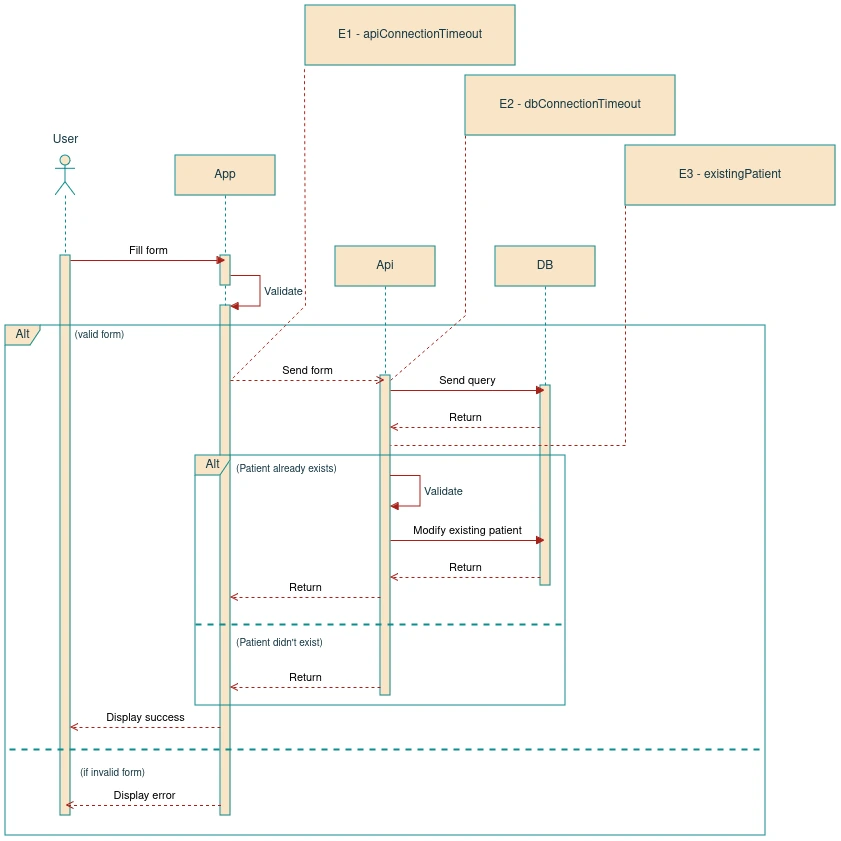 E1 - apiConnectionTimeout
E2 - dbConnectionTimeout
User
E3 - existingPatient
App
Fill form
Api
DB
Validate
Alt
(valid form)
Send form
Send query
Return
Alt
(Patient already exists)
Validate
Modify existing patient
Return
Return
(Patient didn't exist)
Return
Display success
(if invalid form)
Display error